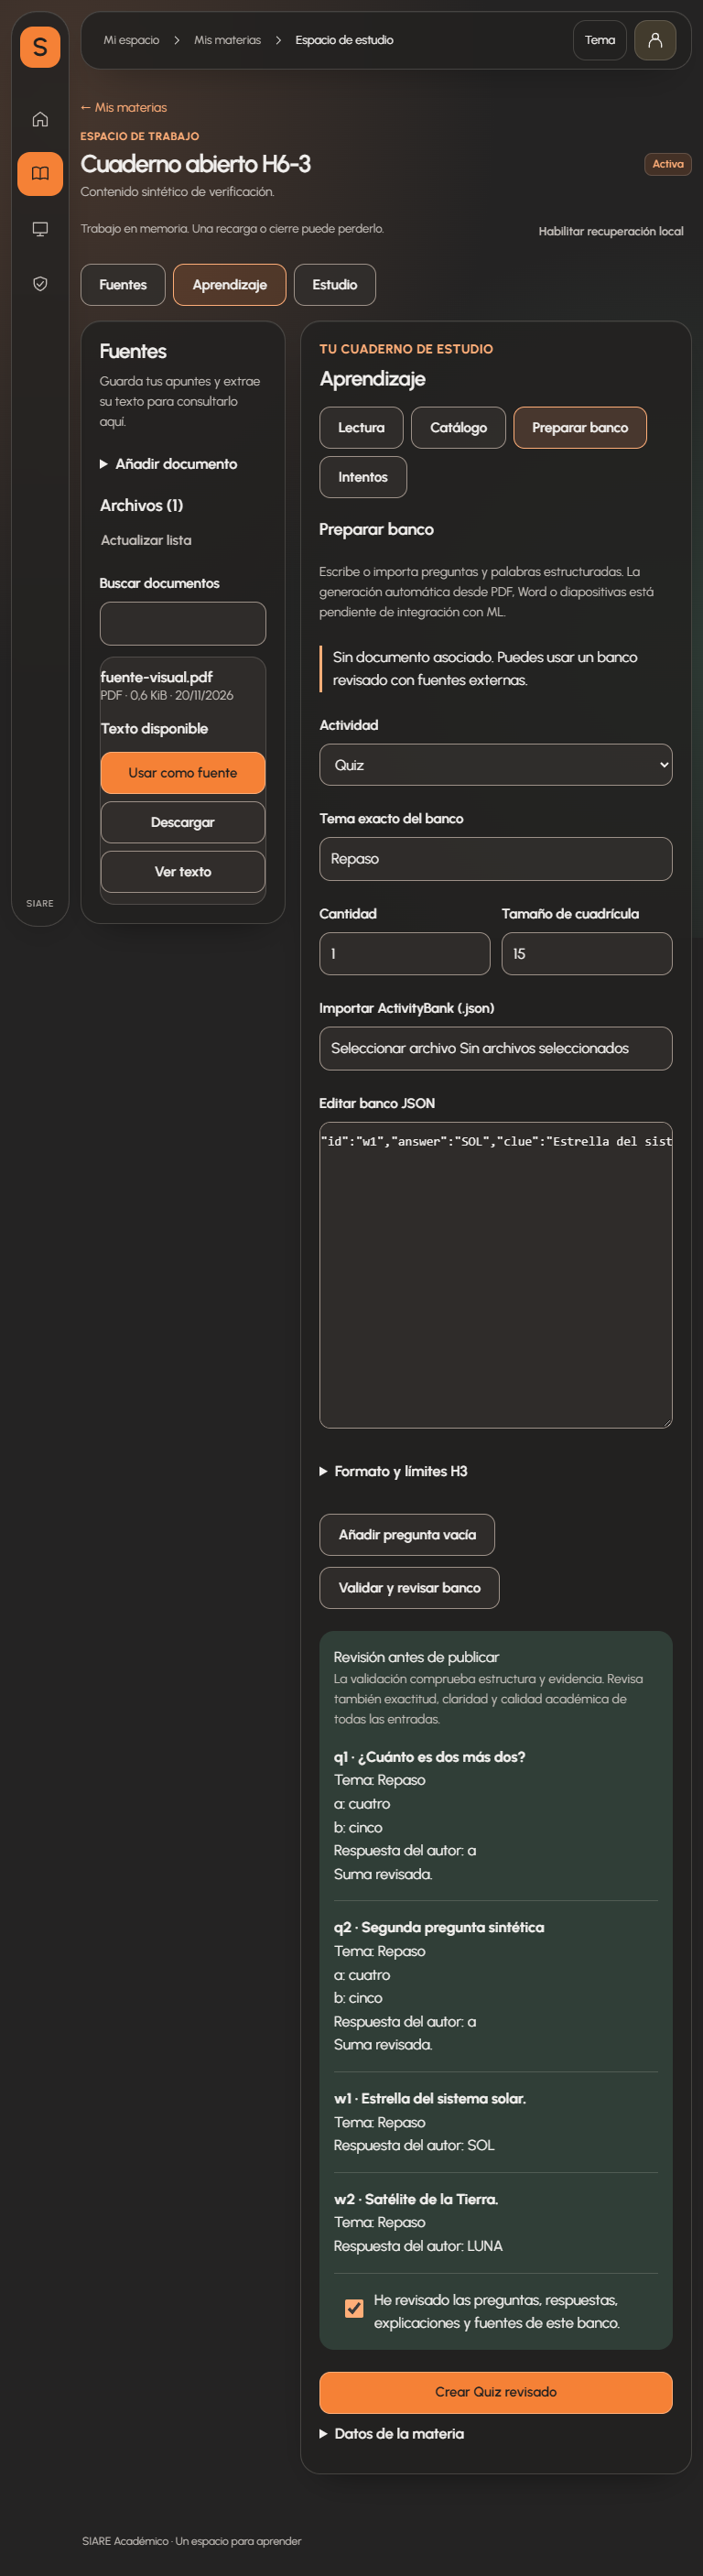 S
Mi espacio > Mis materias > Espacio de estudio
Tema
← Mis materias
ESPACIO DE TRABAJO
Cuaderno abierto H6-3
Activa
Contenido sintético de verificación.
Trabajo en memoria. Una recarga o cierre puede perderlo.
Habilitar recuperación local
Fuentes
Aprendizaje
Estudio
Fuentes
Guarda tus apuntes y extrae
su texto para consultarlo
aquí.
Añadir documento
Archivos (1)
Actualizar lista
Buscar documentos
fuente-visual.pdf
PDF · 0,6 KiB · 20/11/2026
Texto disponible
Usar como fuente
Descargar
Ver texto
SIARE
TU CUADERNO DE ESTUDIO
Aprendizaje
Lectura
Catálogo
Preparar banco
Intentos
Preparar banco
Escribe o importa preguntas y palabras estructuradas. La
generación automática desde PDF, Word o diapositivas está
pendiente de integración con ML.
Sin documento asociado. Puedes usar un banco
revisado con fuentes externas.
Actividad
Quiz
Tema exacto del banco
Repaso
Cantidad
Tamaño de cuadrícula
1
15
Importar ActivityBank (.json)
Seleccionar archivo Sin archivos seleccionados
Editar banco JSON
"id":"w1","answer":"SOL","clue":"Estrella del sist
Formato y límites H3
Añadir pregunta vacía
Validar y revisar banco
Revisión antes de publicar
La validación comprueba estructura y evidencia. Revisa
también exactitud, claridad y calidad académica de
todas las entradas.
q1 · ¿Cuánto es dos más dos?
Tema: Repaso
a: cuatro
b: cinco
Respuesta del autor: a
Suma revisada.
q2 · Segunda pregunta sintética
Tema: Repaso
a: cuatro
b: cinco
Respuesta del autor: a
Suma revisada.
w1 · Estrella del sistema solar.
Tema: Repaso
Respuesta del autor: SOL
w2 · Satélite de la Tierra.
Tema: Repaso
Respuesta del autor: LUNA
He revisado las preguntas, respuestas,
explicaciones y fuentes de este banco.
Crear Quiz revisado
Datos de la materia
SIARE Académico · Un espacio para aprender